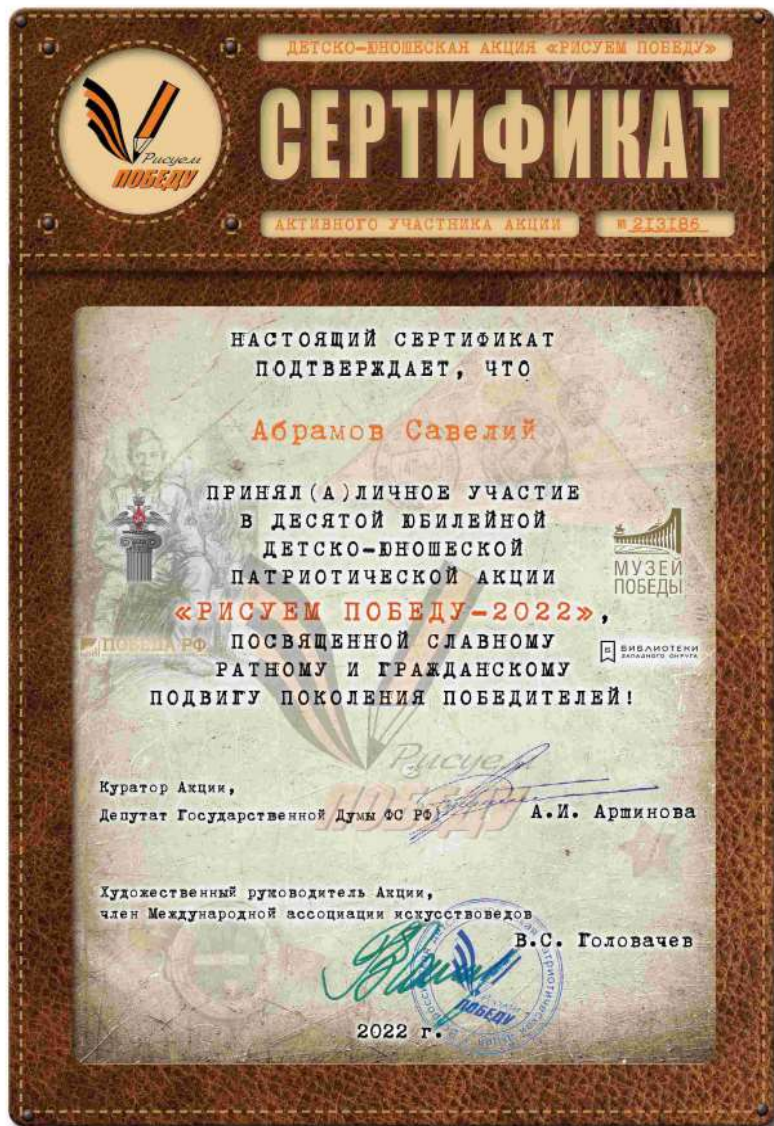 ДЕТСКО-ЮНОШЕСКАЯ АКЦИЯ «РИСУЕМ ПОБЕДУ»
Рисуем
ПОБЕДУ
СЕРТИФИКАТ
АКТИВНОГО УЧАСТНИКА АКЦИИ
№ 213186
НАСТОЯЩИЙ СЕРТИФИКАТ
ПОДТВЕРЖДАЕТ, ЧТО
Абрамов Савелий
ПРИНЯЛ(А)ЛИЧНОЕ УЧАСТИЕ
В ДЕСЯТОЙ ЮБИЛЕЙНОЙ
ДЕТСКО-ЮНОШЕСКОЙ
ПАТРИОТИЧЕСКОЙ АКЦИИ
«РИСУЕМ ПОБЕДУ-2022»,
ПОСВЯЩЕННОЙ СЛАВНОМУ
РАТНОМУ И ГРАЖДАНСКОМУ
ПОДВИГУ ПОКОЛЕНИЯ ПОБЕДИТЕЛЕЙ!
МУЗЕЙ
ПОБЕДЫ
ПОБЕДА РФ
БИБЛИОТЕКИ
ЗАПАДНОГО ОКРУГА
Рисуем
ПОБЕДУ
Куратор Акции,
Депутат Государственной Думы ФС РФ
А.И. Аршинова
Художественный руководитель Акции,
член Международной ассоциации искусствоведов
В.С. Головачев
ПОБЕДУ
2022 г.